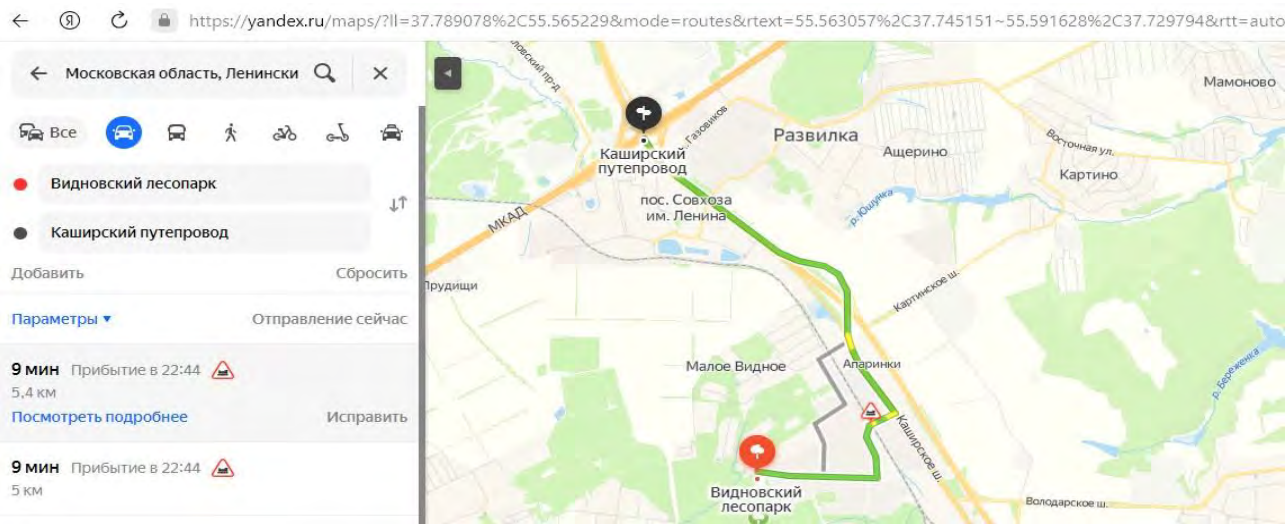 https://yandex.ru/maps/?ll=37.789078%2C55.565229&mode=routes&rtext=55.563057%2C37.745151~55.591628%2C37.729794&rtt=auto
Московская область, Ленински
Все
Видновский лесопарк
Каширский путепровод
Добавить
Сбросить
Параметры
Отправление сейчас
9 мин Прибытие в 22:44
5,4 км
Посмотреть подробнее
Исправить
9 мин Прибытие в 22:44
5 км
Мамоново
Газовиков
Развилка
Ащерино
Восточная ул.
Картино
Каширский
путепровод
пос. Совхоза
им. Ленина
МКАД
р. Юшунка
Прудищи
Картинское ш.
Малое Видное
Апаринки
р. Береженка
Каширское ш.
Видновский
лесопарк
Володарское ш.